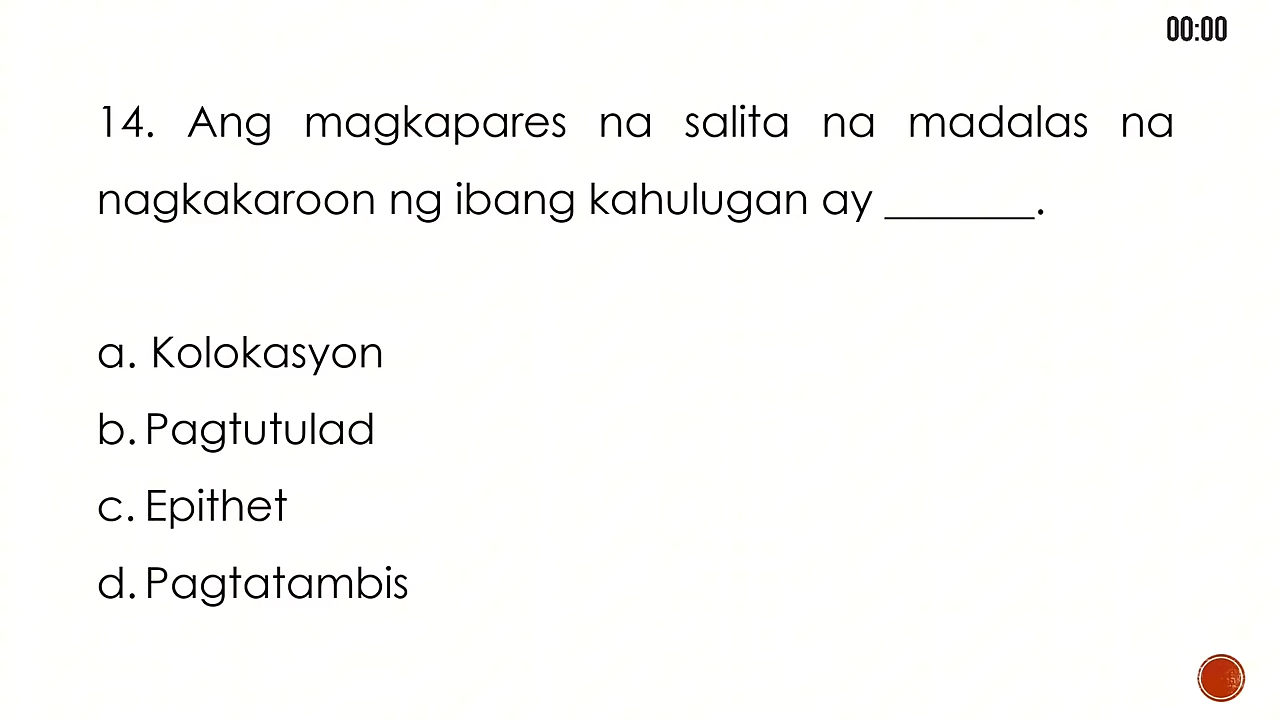 00:00
14. Ang magkapares na salita na madalas na
nagkakaroon ng ibang kahulugan ay _______.
a. Kolokasyon
b. Pagtutulad
c. Epithet
d. Pagtatambis